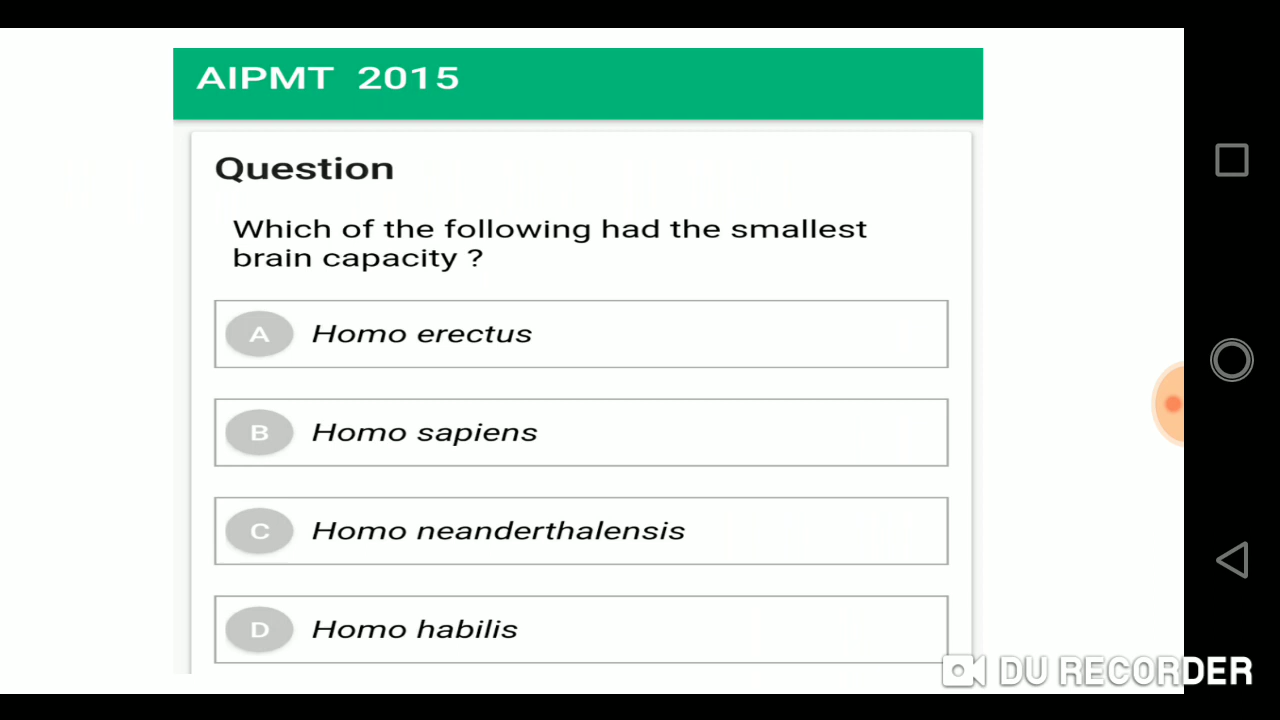 AIPMT 2015
Question
Which of the following had the smallest
brain capacity ?
A Homo erectus
B Homo sapiens
C Homo neanderthalensis
D Homo habilis
DU RECORDER